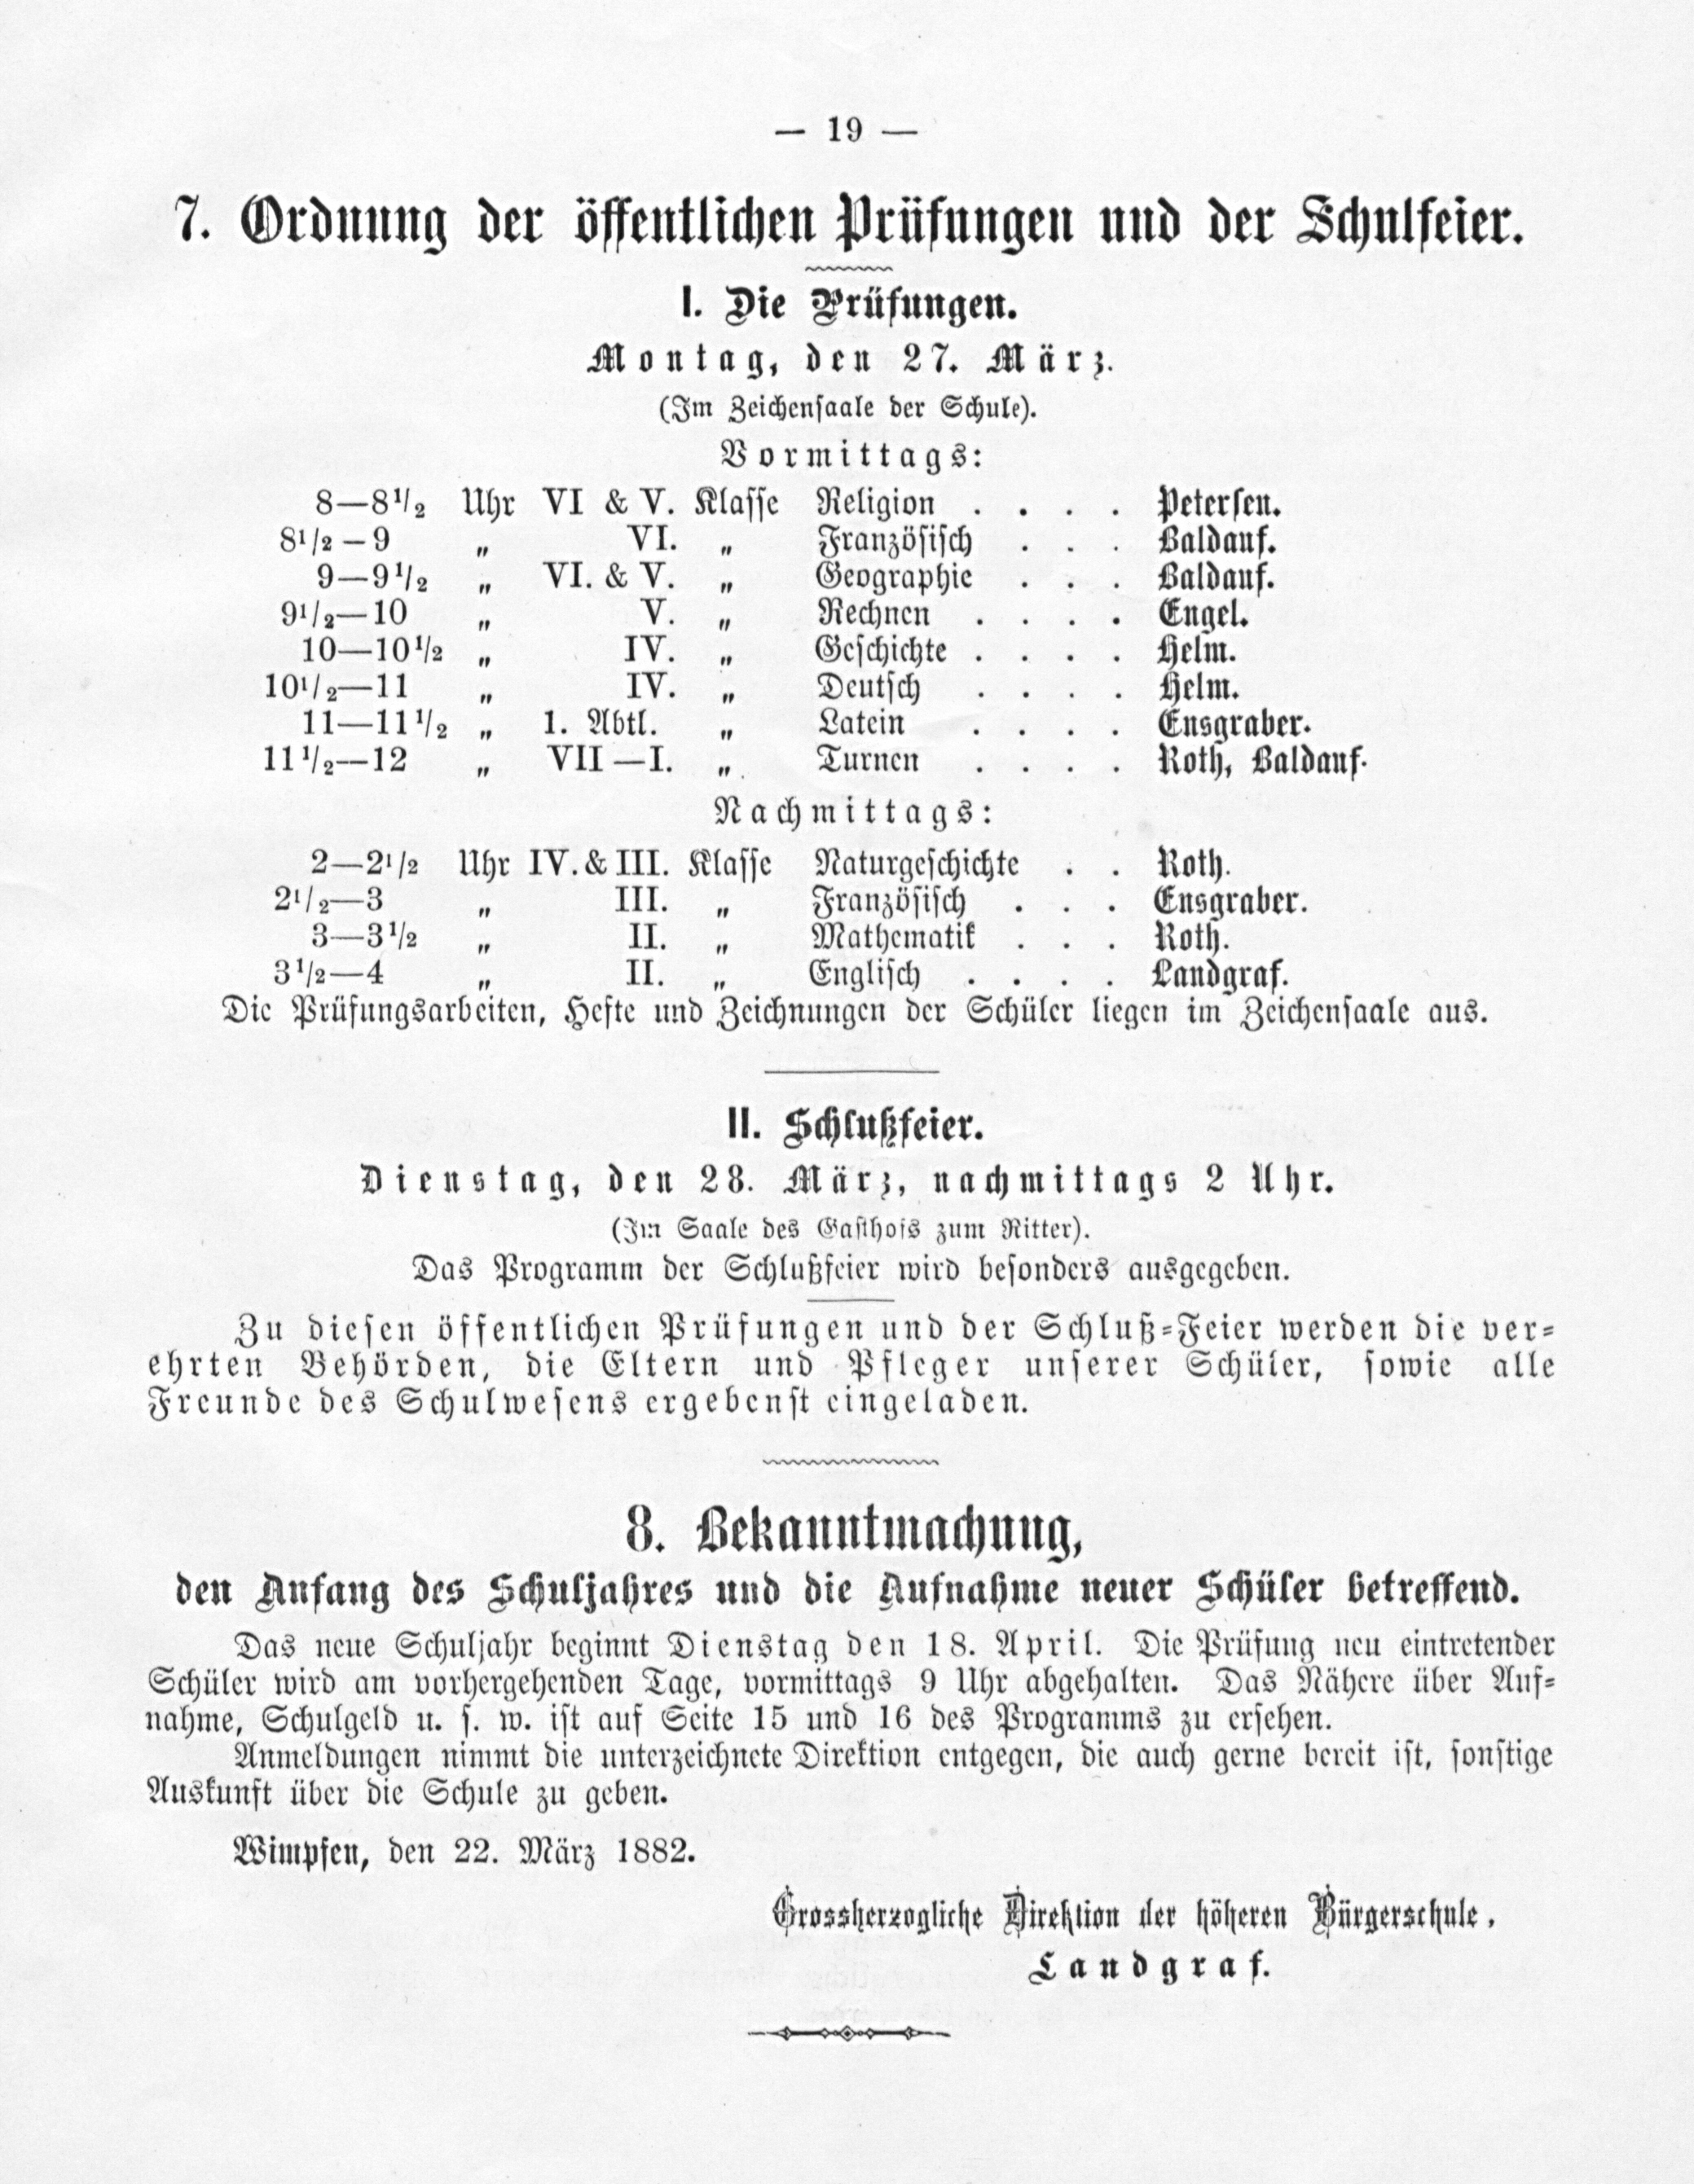 — 19 —
7. Ordnung der öffentlichen Prüfungen und der Schulfeier.
I. Die Prüfungen.
Montag, den 27. März.
(Im Zeichensaale der Schule).
Vormittags:
8—8½ Uhr VI & V. Klasse Religion . . . . Petersen.
8½ — 9 „ VI. „ Französisch . . . Baldauf.
9—9½ „ VI. & V. „ Geographie . . . Baldauf.
9½—10 „ V. „ Rechnen . . . . Engel.
10—10½ „ IV. „ Geschichte . . . . Helm.
10½—11 „ IV. „ Deutsch . . . . Helm.
11—11½ „ 1. Abtl. „ Latein . . . . Ensgraber.
11½—12 „ VII—I. „ Turnen . . . . Roth, Baldauf.
Nachmittags:
2—2½ Uhr IV. & III. Klasse Naturgeschichte . . Roth.
2½—3 „ III. „ Französisch . . . Ensgraber.
3—3½ „ II. „ Mathematik . . . Roth.
3½—4 „ II. „ Englisch . . . . Landgraf.
Die Prüfungsarbeiten, Hefte und Zeichnungen der Schüler liegen im Zeichensaale aus.
II. Schlußfeier.
Dienstag, den 28. März, nachmittags 2 Uhr.
(Im Saale des Gasthofs zum Ritter).
Das Programm der Schlußfeier wird besonders ausgegeben.
Zu diesen öffentlichen Prüfungen und der Schluß-Feier werden die ver-
ehrten Behörden, die Eltern und Pfleger unserer Schüler, sowie alle
Freunde des Schulwesens ergebenst eingeladen.
8. Bekanntmachung,
den Anfang des Schuljahres und die Aufnahme neuer Schüler betreffend.
Das neue Schuljahr beginnt Dienstag den 18. April. Die Prüfung neu eintretender
Schüler wird am vorhergehenden Tage, vormittags 9 Uhr abgehalten. Das Nähere über Auf-
nahme, Schulgeld u. s. w. ist auf Seite 15 und 16 des Programms zu ersehen.
Anmeldungen nimmt die unterzeichnete Direktion entgegen, die auch gerne bereit ist, sonstige
Auskunft über die Schule zu geben.
Wimpfen, den 22. März 1882.
Grossherzogliche Direktion der höheren Bürgerschule.
Landgraf.